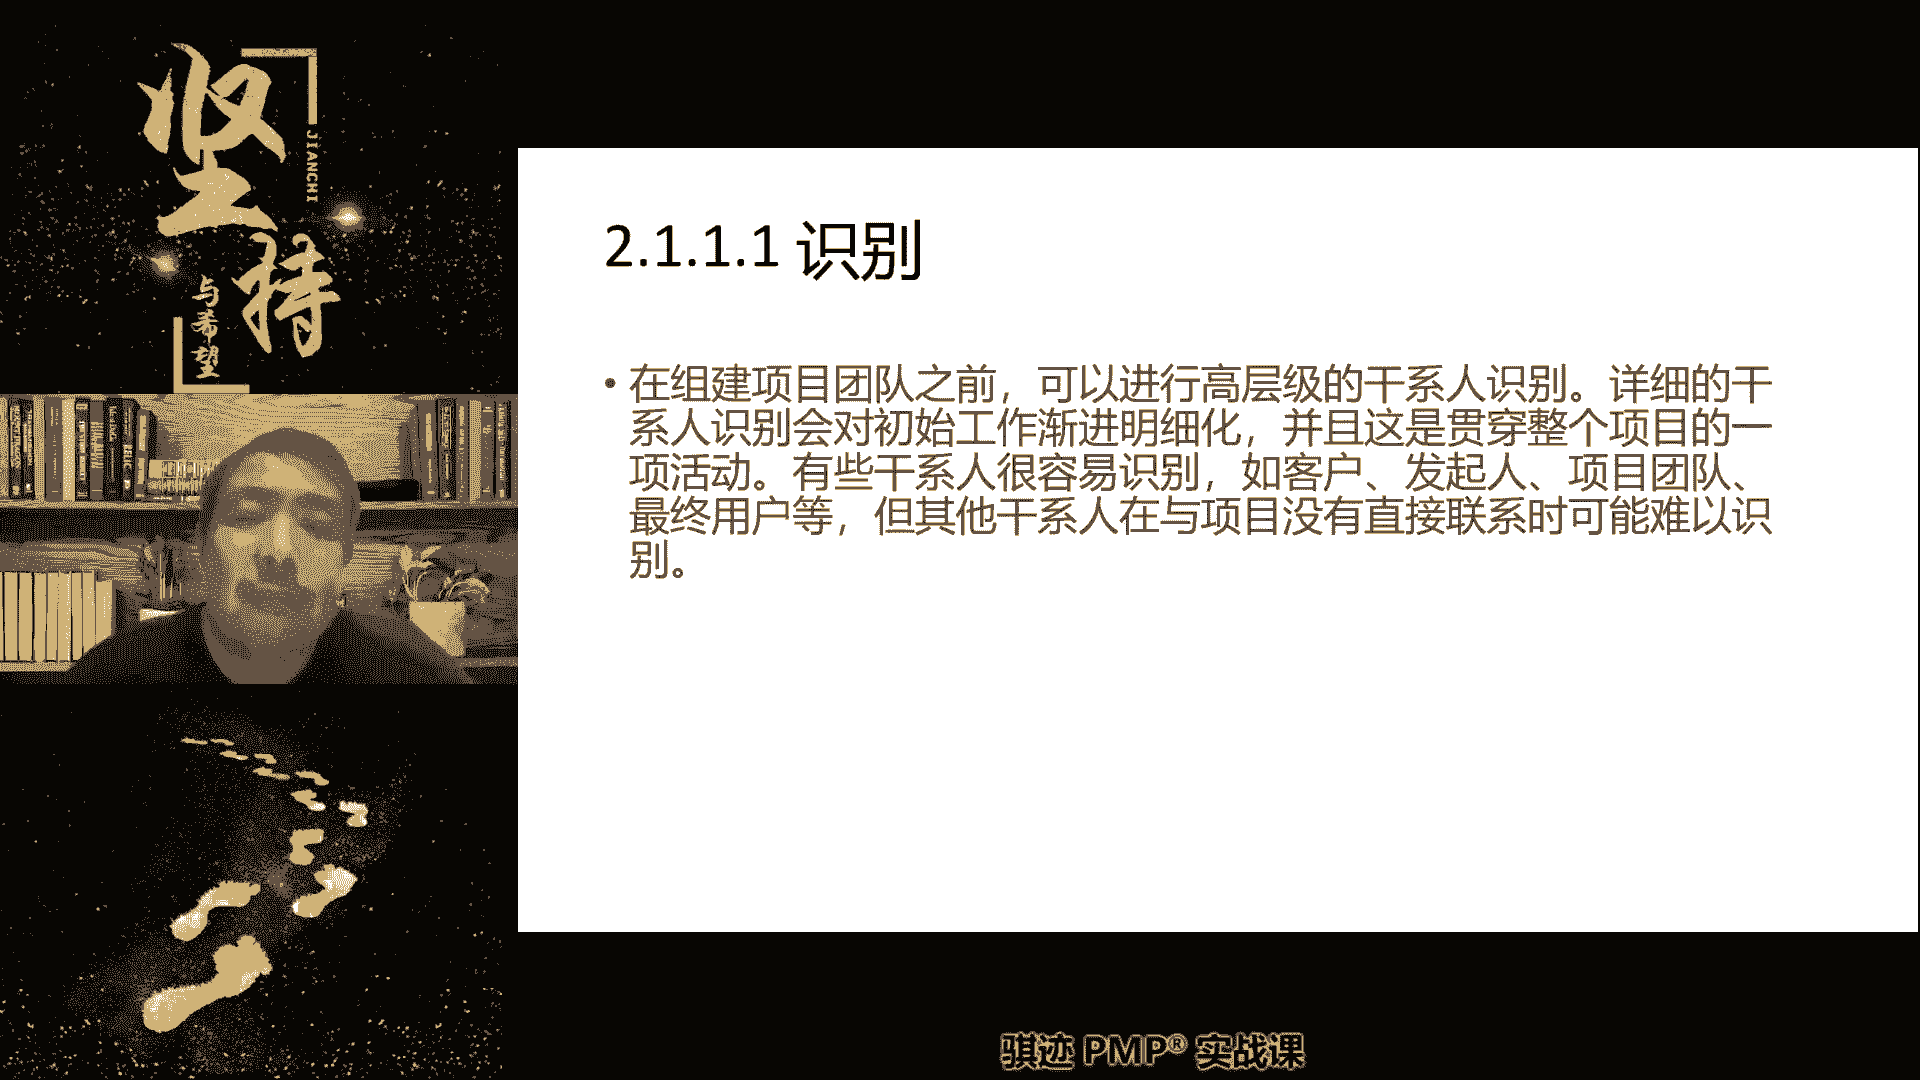 坚持
JIANCHI
与希望
2.1.1.1 识别
• 在组建项目团队之前，可以进行高层级的干系人识别。详细的干
系人识别会对初始工作渐进明细化，并且这是贯穿整个项目的一
项活动。有些干系人很容易识别，如客户、发起人、项目团队、
最终用户等，但其他干系人在与项目没有直接联系时可能难以识
别。
骐迹 PMP® 实战课